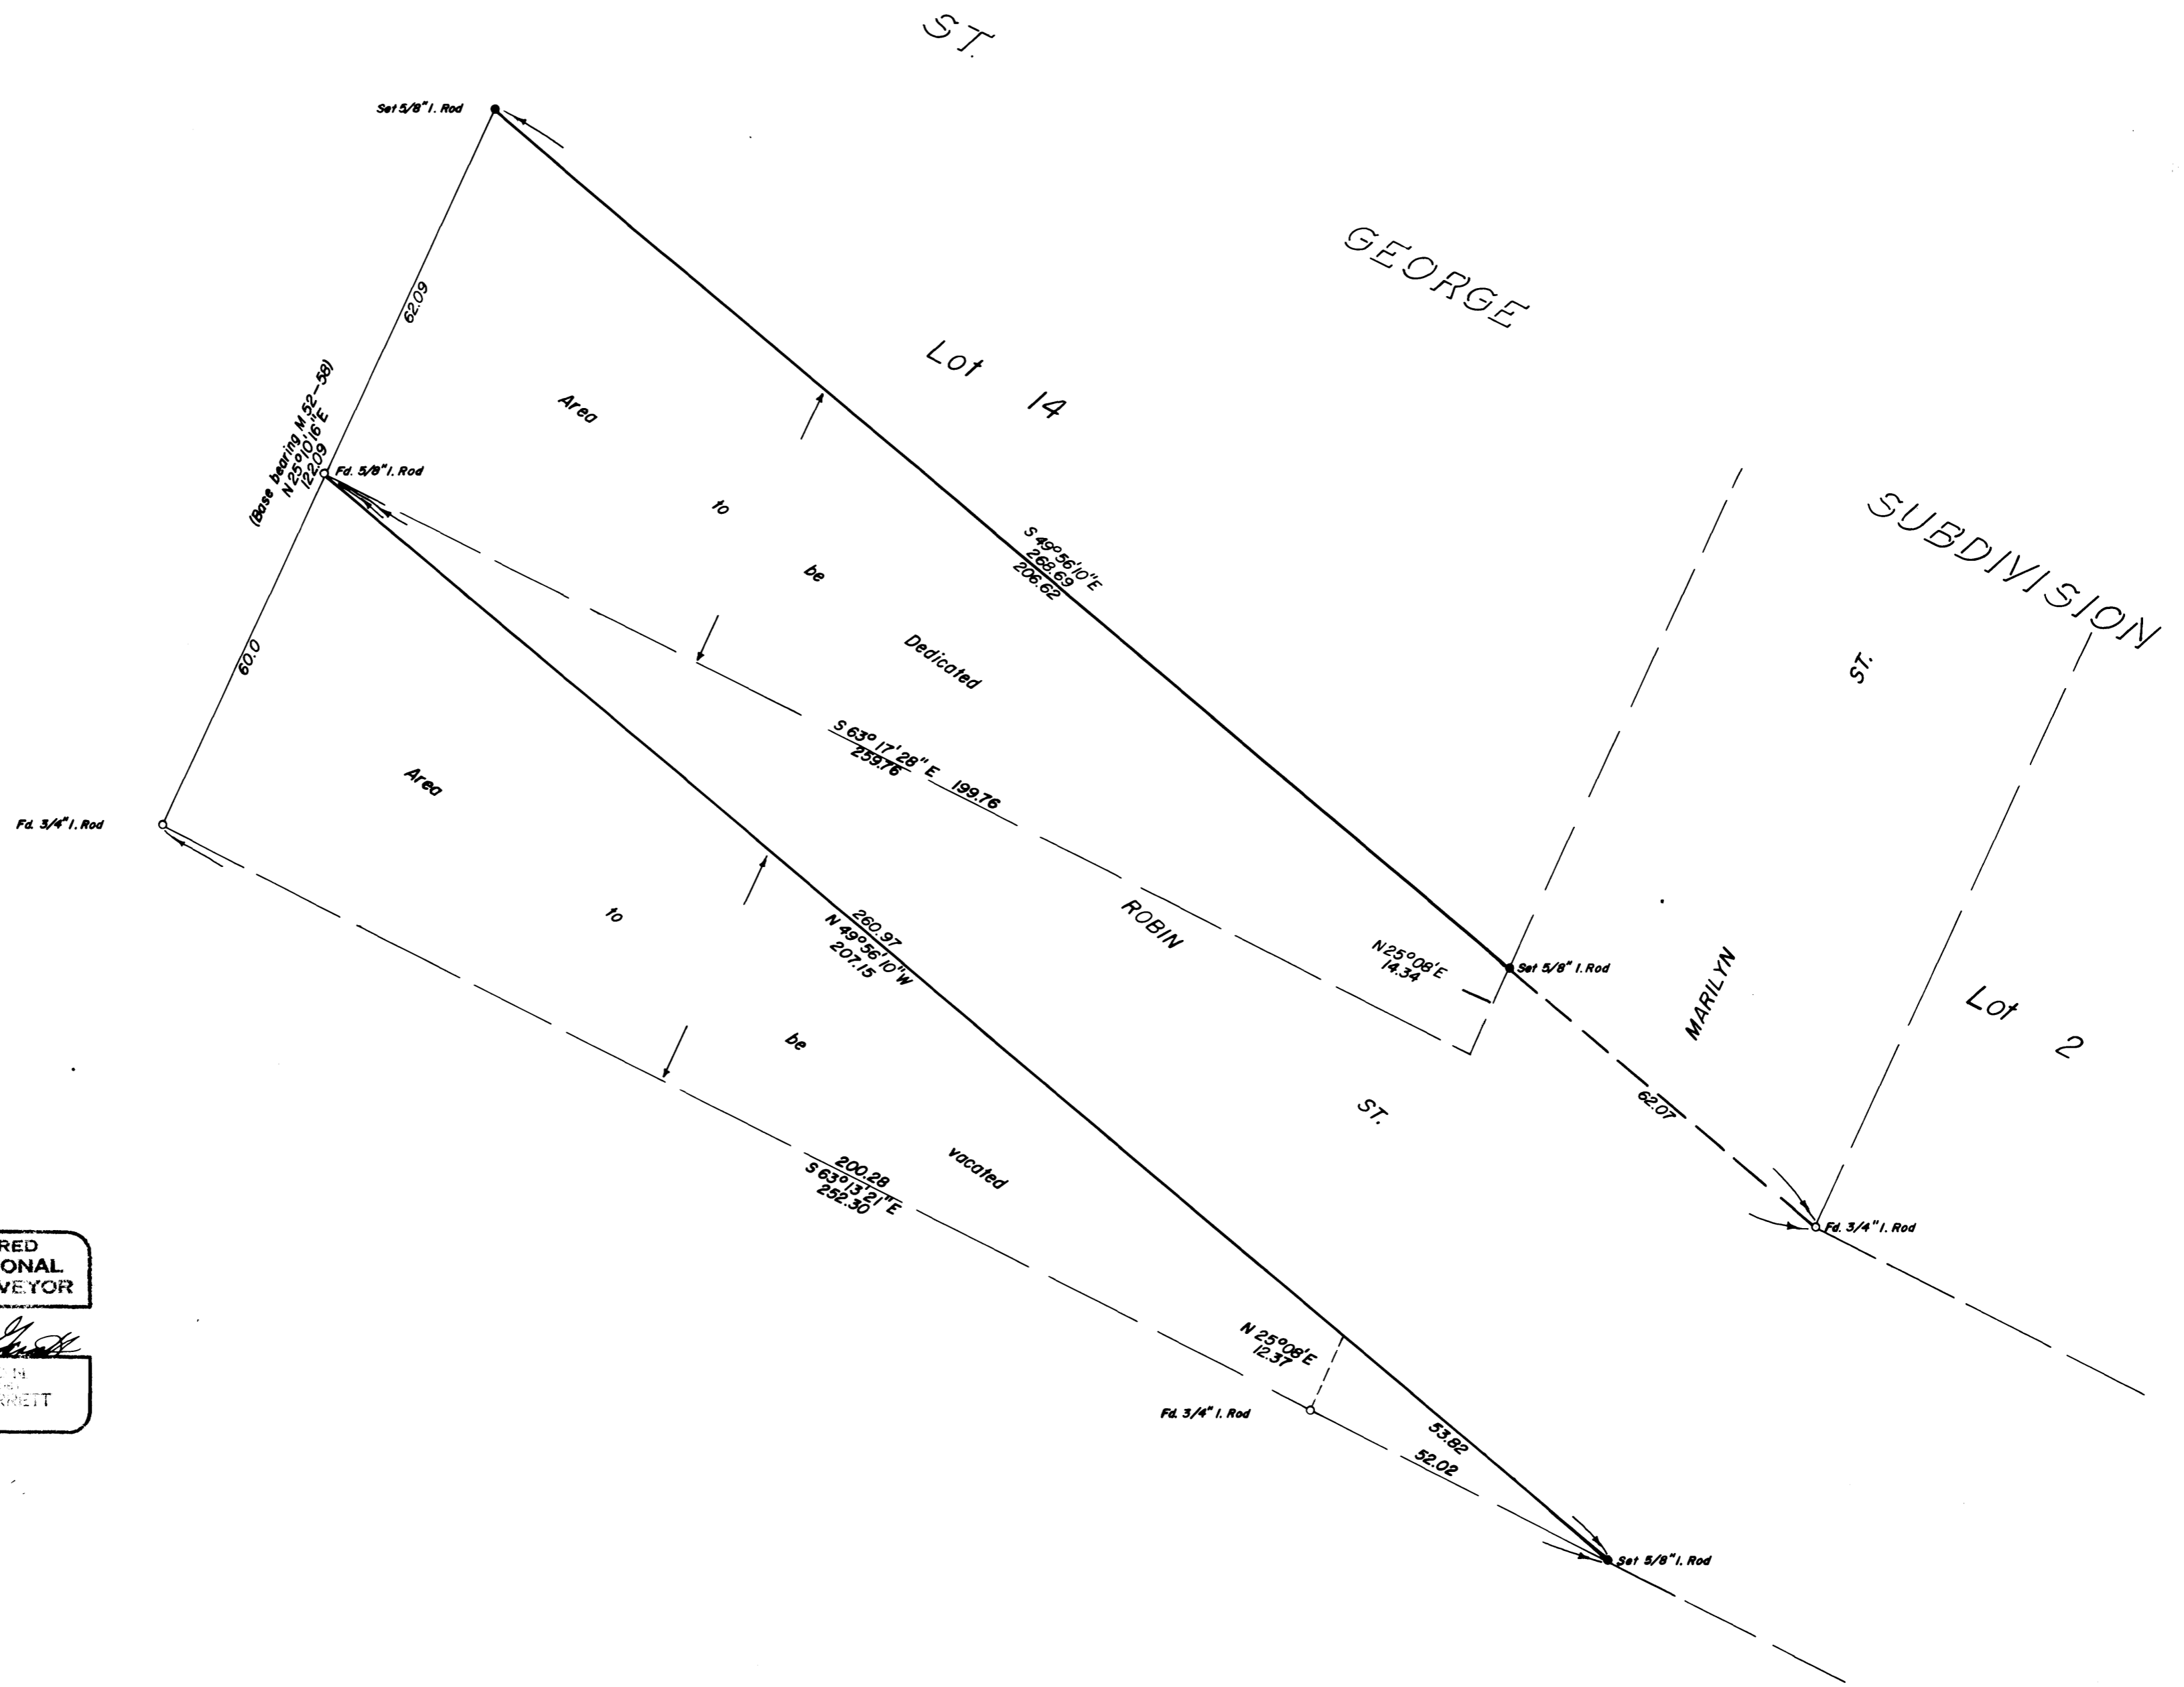 ST.
GEORGE
SUBDIVISION
Set 5/8" I. Rod
62.09
Lot 14
(Base bearing M 52-58)
N 25° 10' 16" E
122.09
Fd. 5/8" I. Rod
Area
to
be
Dedicated
S 49° 56' 10" E
268.69
206.62
ST.
MARILYN
60.0
S 63° 17' 28" E
259.76
199.76
Fd. 3/4" I. Rod
Area
to
be
vacated
260.97
N 49° 56' 10" W
207.15
ROBIN
ST.
N 25° 08' E
14.34
Set 5/8" I. Rod
Lot 2
62.07
Fd. 3/4" I. Rod
200.28
S 63° 13' 21" E
252.30
N 25° 08' E
12.37
Fd. 3/4" I. Rod
53.82
52.02
Set 5/8" I. Rod
RED
ONAL
VEYOR
RRETT